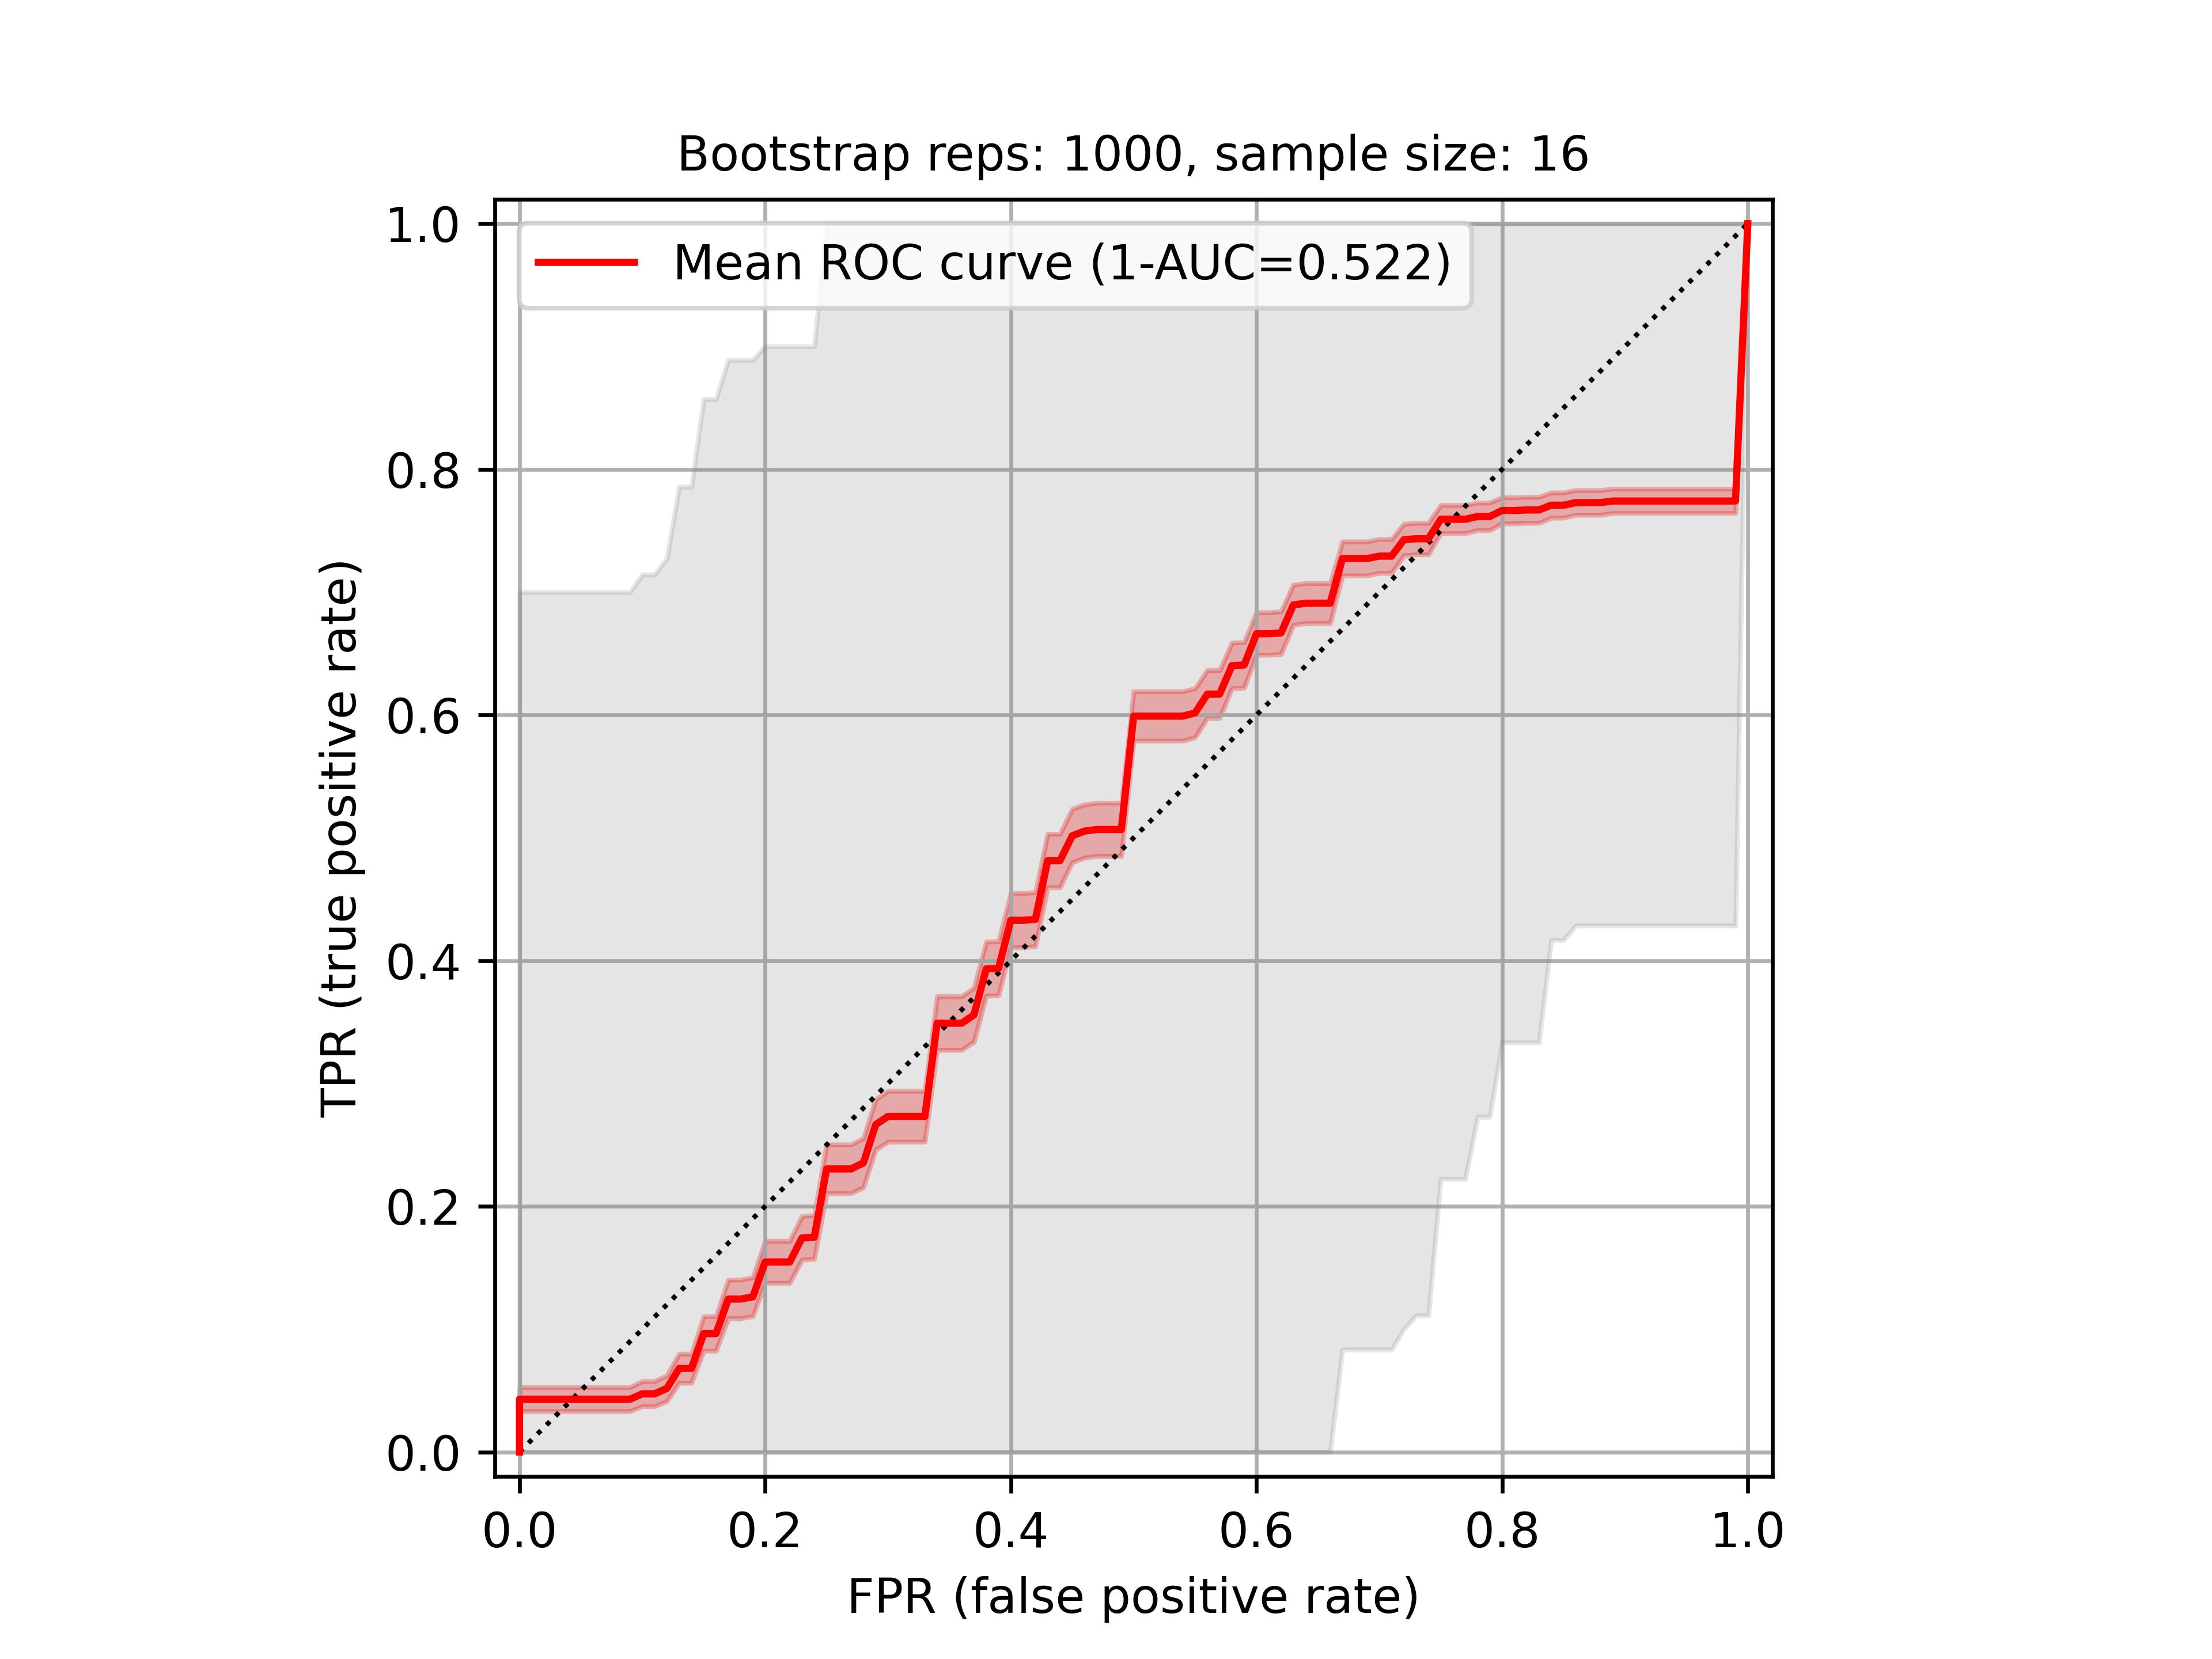 Bootstrap reps: 1000, sample size: 16
Mean ROC curve (1-AUC=0.522)
TPR (true positive rate)
1.0
0.8
0.6
0.4
0.2
0.0
0.0 0.2 0.4 0.6 0.8 1.0
FPR (false positive rate)